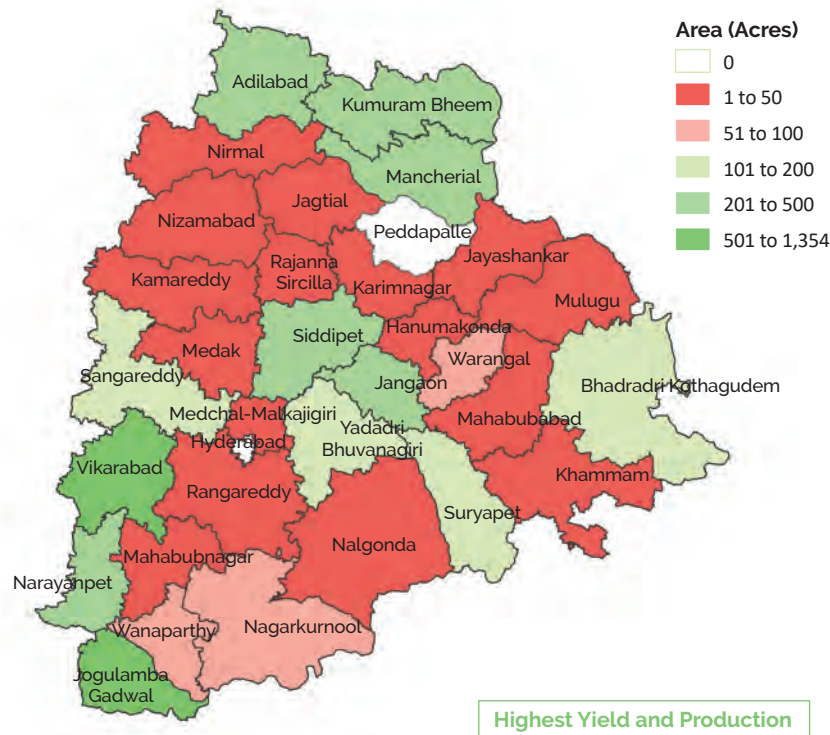 Area (Acres)
0
1 to 50
51 to 100
101 to 200
201 to 500
501 to 1,354
Adilabad
Kumuram Bheem
Nirmal
Mancherial
Jagtial
Nizamabad
Peddapalle
Jayashankar
Rajanna
Sircilla
Kamareddy
Karimnagar
Mulugu
Hanumakonda
Siddipet
Medak
Warangal
Sangareddy
Jangaon
Bhadradri Kothagudem
Medchal-Malkajigiri
Mahabubabad
Yadadri
Bhuvanagiri
Hyderabad
Vikarabad
Khammam
Rangareddy
Suryapet
Nalgonda
Mahabubnagar
Narayanpet
Wanaparthy
Nagarkurnool
Jogulamba
Gadwal
Highest Yield and Production